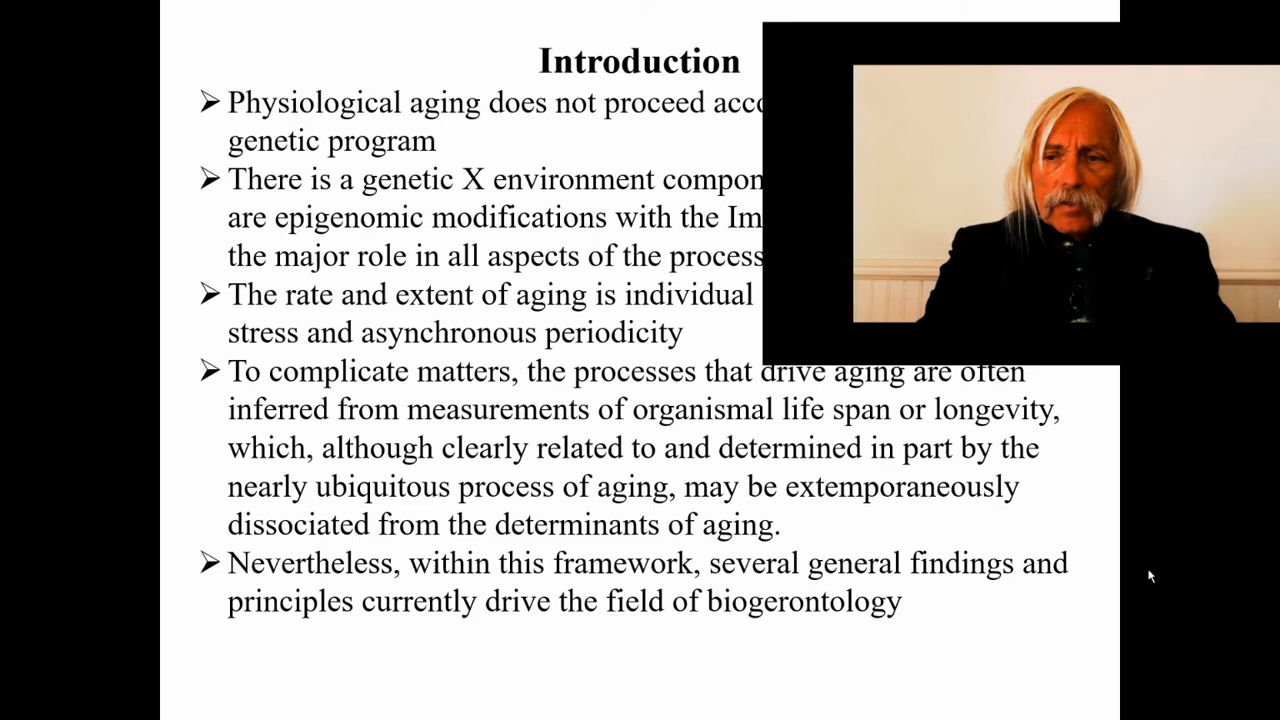 Introduction
➢ Physiological aging does not proceed
genetic program
➢ There is a genetic X environment
are epigenomic modifications with the
the major role in all aspects of the process
➢ The rate and extent of aging is individual
stress and asynchronous periodicity
➢ To complicate matters, the processes that drive aging are often
inferred from measurements of organismal life span or longevity,
which, although clearly related to and determined in part by the
nearly ubiquitous process of aging, may be extemporaneously
dissociated from the determinants of aging.
➢ Nevertheless, within this framework, several general findings and
principles currently drive the field of biogerontology